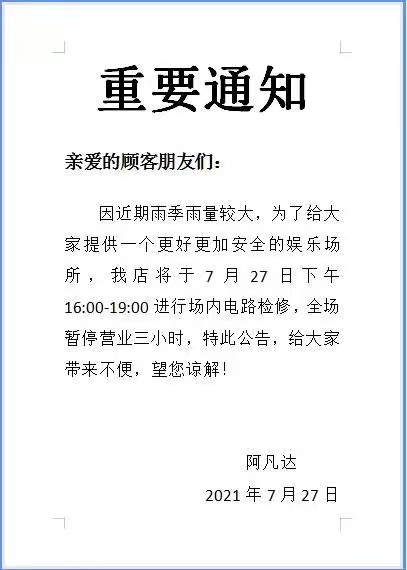 重要通知
亲爱的顾客朋友们：
因近期雨季雨量较大，为了给大
家提供一个更好更加安全的娱乐场
所，我店将于 7 月 27 日下午
16:00-19:00 进行场内电路检修，全场
暂停营业三小时，特此公告，给大家
带来不便，望您谅解！
阿凡达
2021 年 7 月 27 日